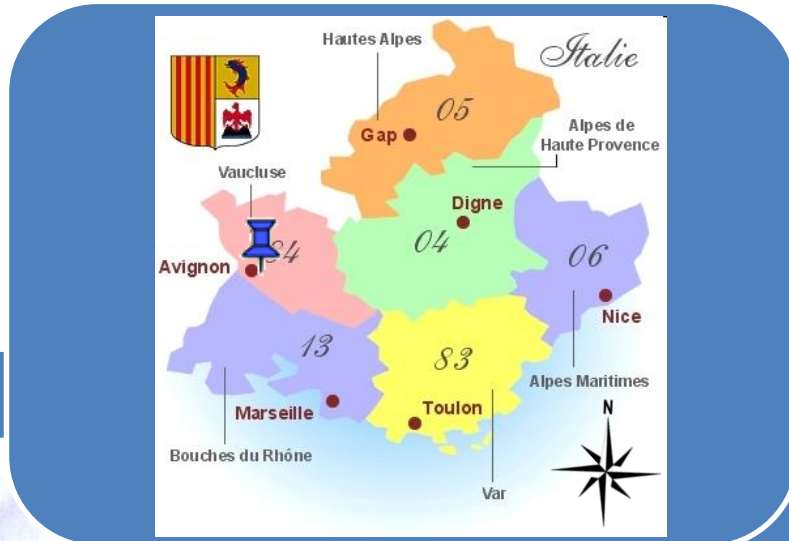 Hautes Alpes
Italie
05
Gap
Alpes de
Haute Provence
Vaucluse
Digne
04
84
06
Avignon
Nice
13
83
Alpes Maritimes
Marseille
Toulon
N
Bouches du Rhône
Var